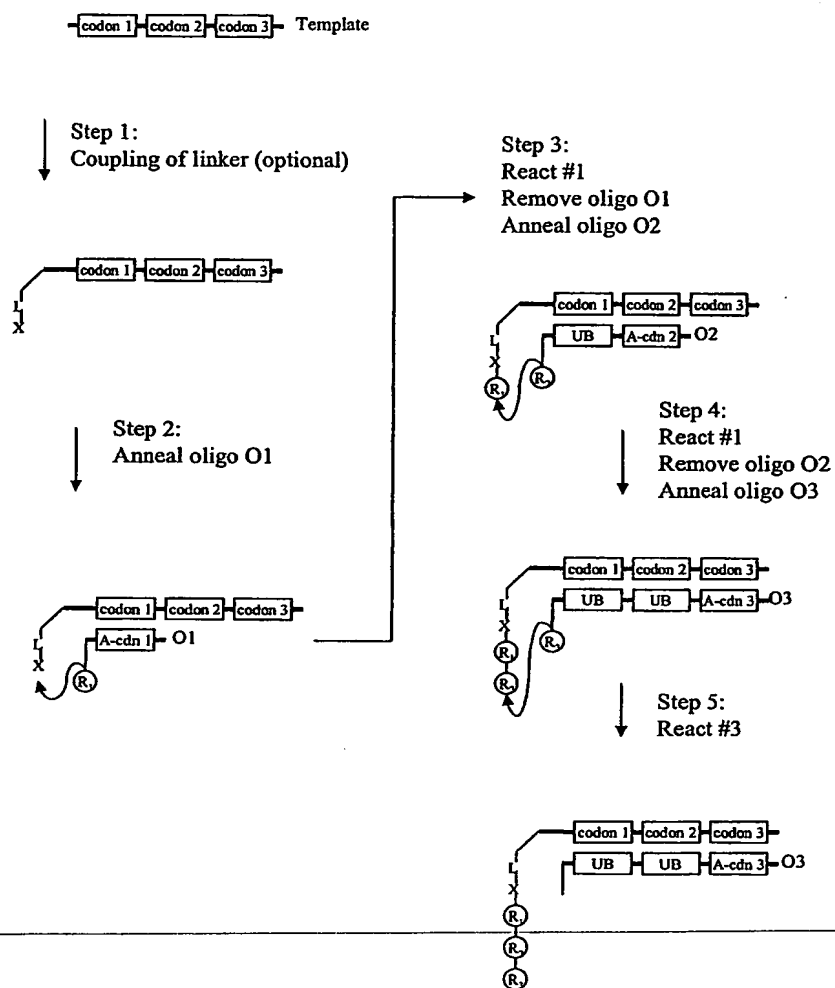 codon 1 codon 2 codon 3 Template
Step 1:
Coupling of linker (optional)
codon 1 codon 2 codon 3
L
X
Step 2:
Anneal oligo O1
codon 1 codon 2 codon 3
A-cdn 1 O1
L
X
R₁
Step 3:
React #1
Remove oligo O1
Anneal oligo O2
codon 1 codon 2 codon 3
UB A-cdn 2 O2
L
X
R₁ R₂
Step 4:
React #1
Remove oligo O2
Anneal oligo O3
codon 1 codon 2 codon 3
UB UB A-cdn 3 O3
L
X
R₁ R₃
R₂
Step 5:
React #3
codon 1 codon 2 codon 3
UB UB A-cdn 3 O3
L
X
R₁
R₂
R₃